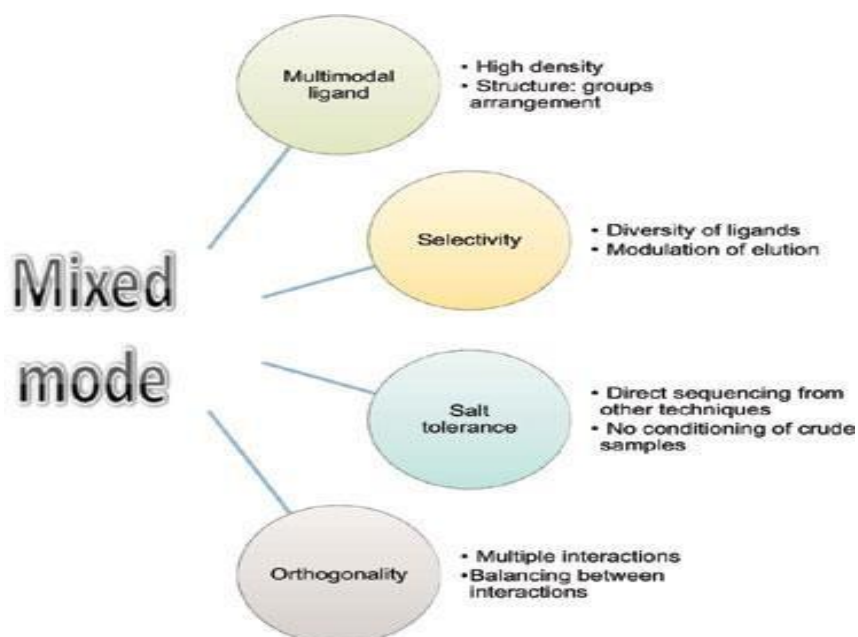 Mixed
mode
Multimodal
ligand
• High density
• Structure: groups
arrangement
Selectivity
• Diversity of ligands
• Modulation of elution
Salt
tolerance
• Direct sequencing from
other techniques
• No conditioning of crude
samples
Orthogonality
• Multiple interactions
•Balancing between
interactions